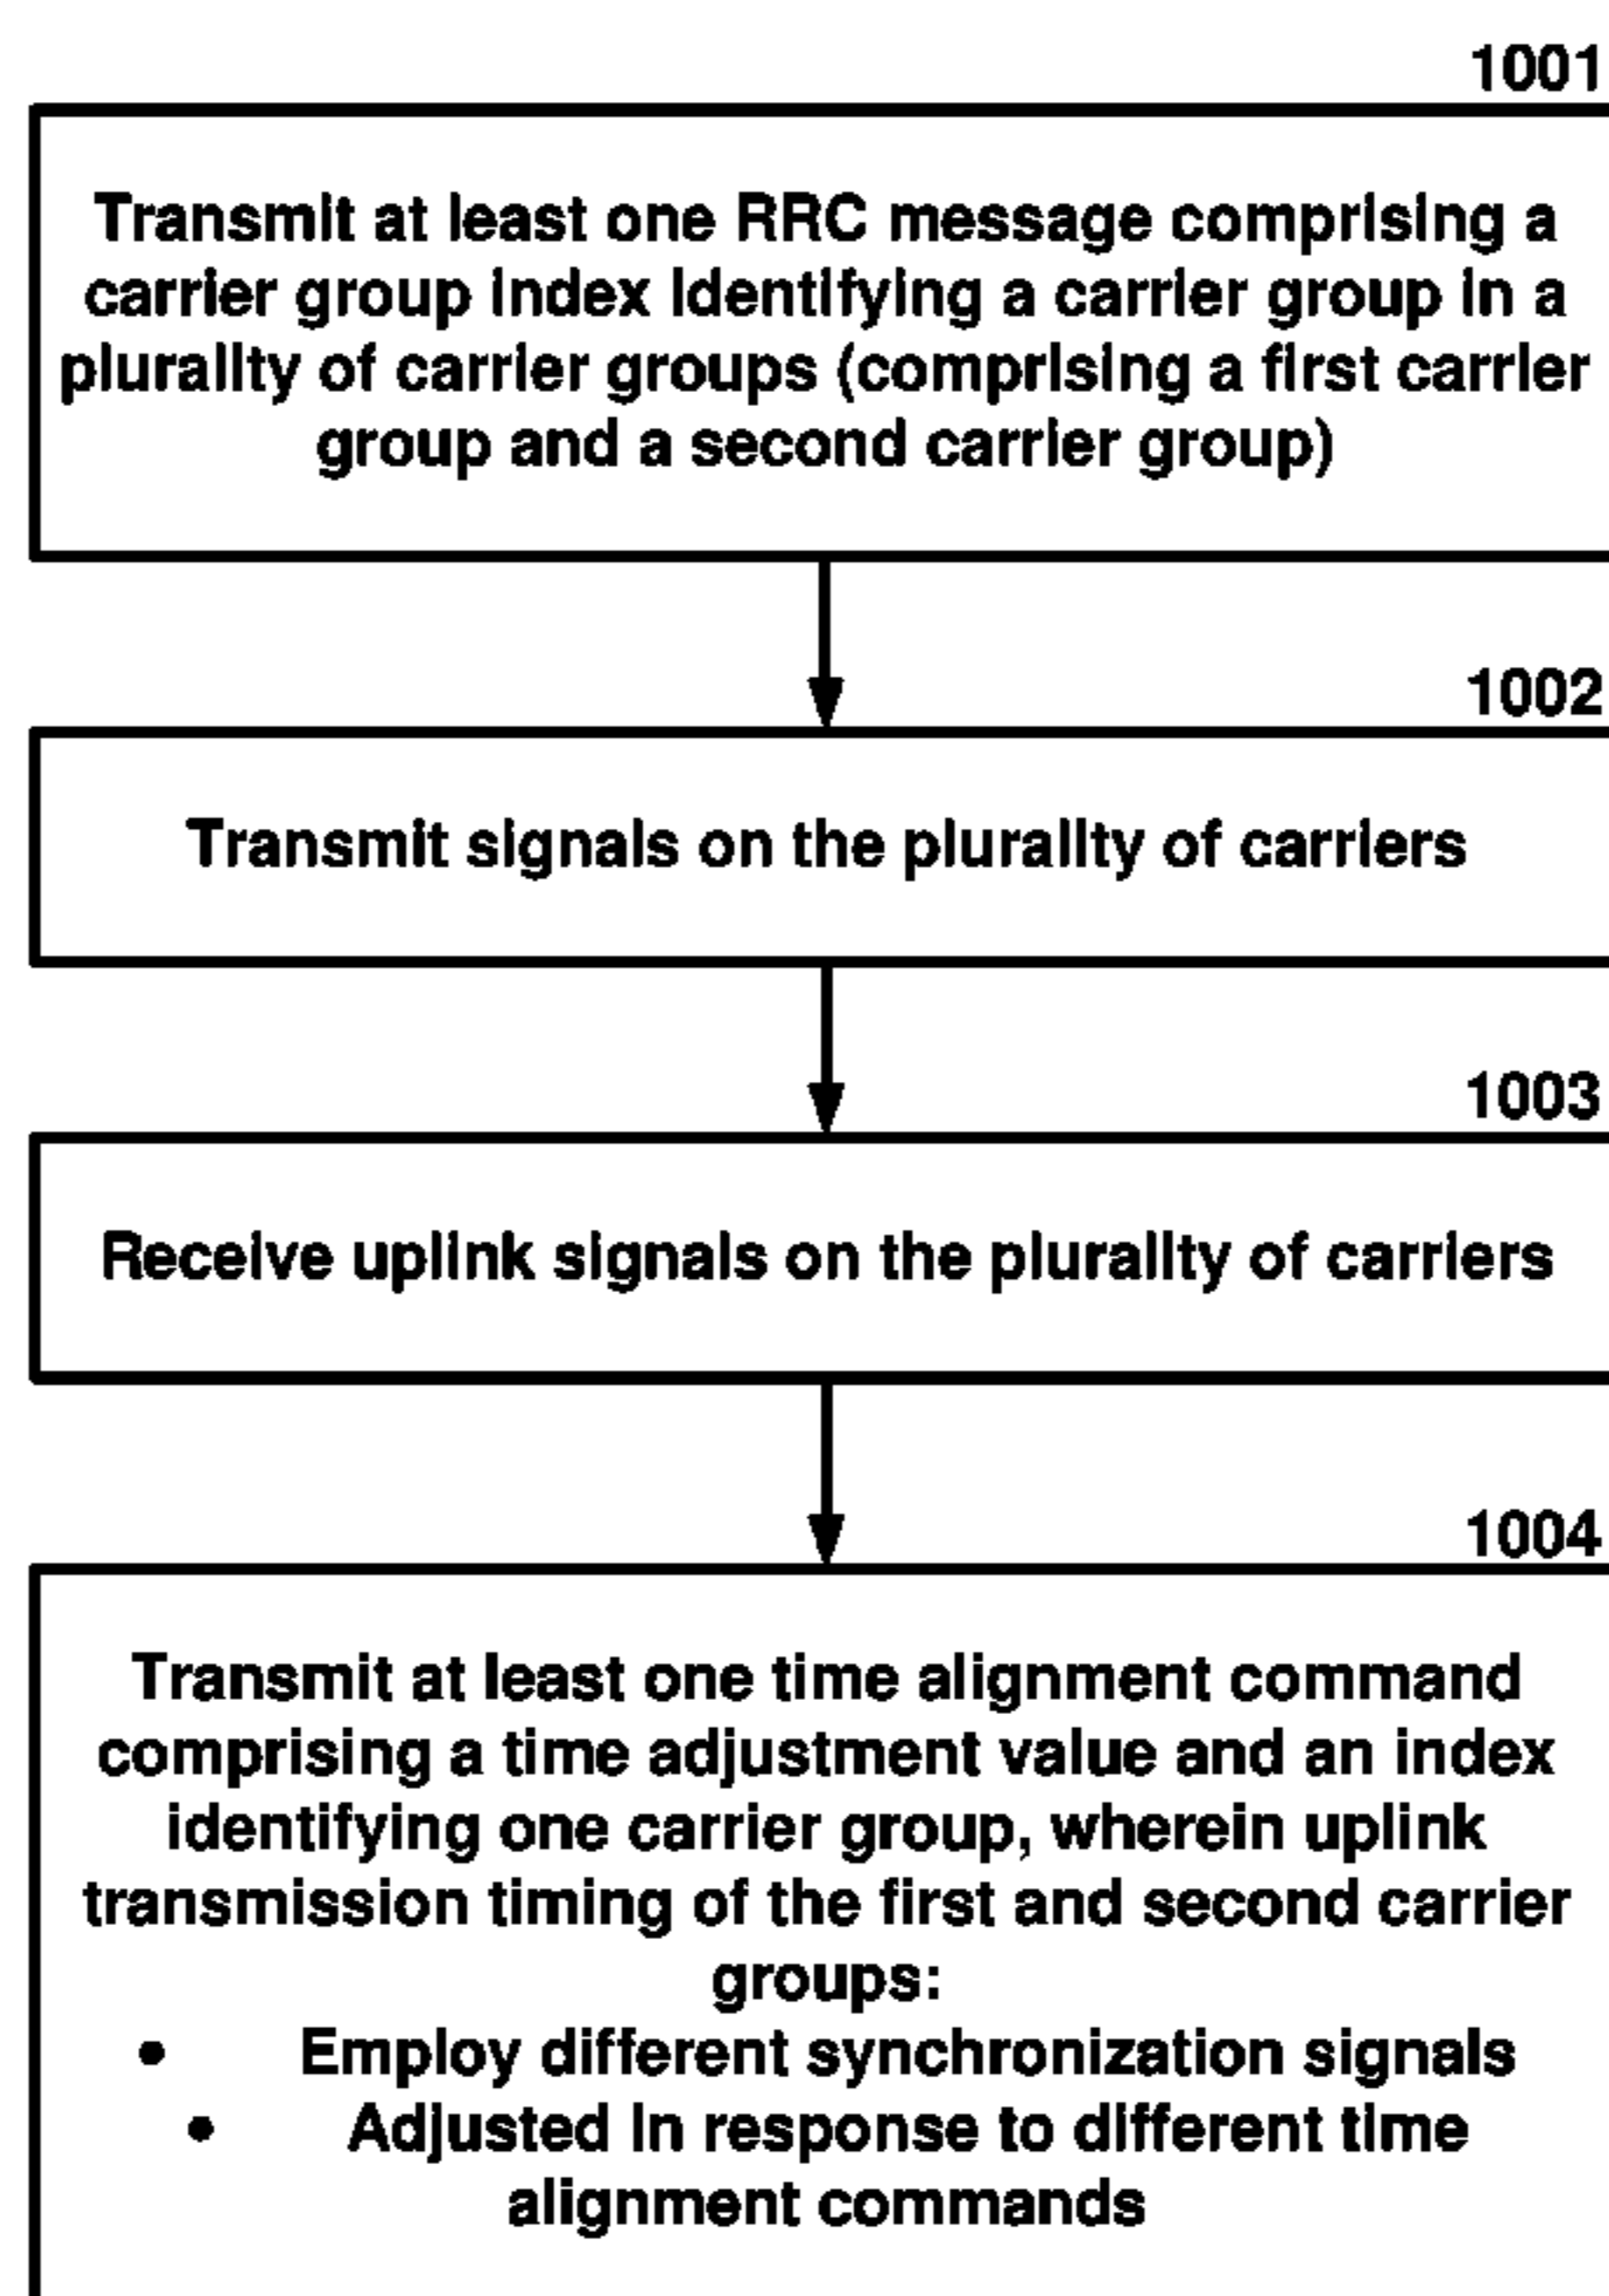 1001
Transmit at least one RRC message comprising a
carrier group index identifying a carrier group in a
plurality of carrier groups (comprising a first carrier
group and a second carrier group)
1002
Transmit signals on the plurality of carriers
1003
Receive uplink signals on the plurality of carriers
1004
Transmit at least one time alignment command
comprising a time adjustment value and an index
identifying one carrier group, wherein uplink
transmission timing of the first and second carrier
groups:
• Employ different synchronization signals
• Adjusted in response to different time
alignment commands